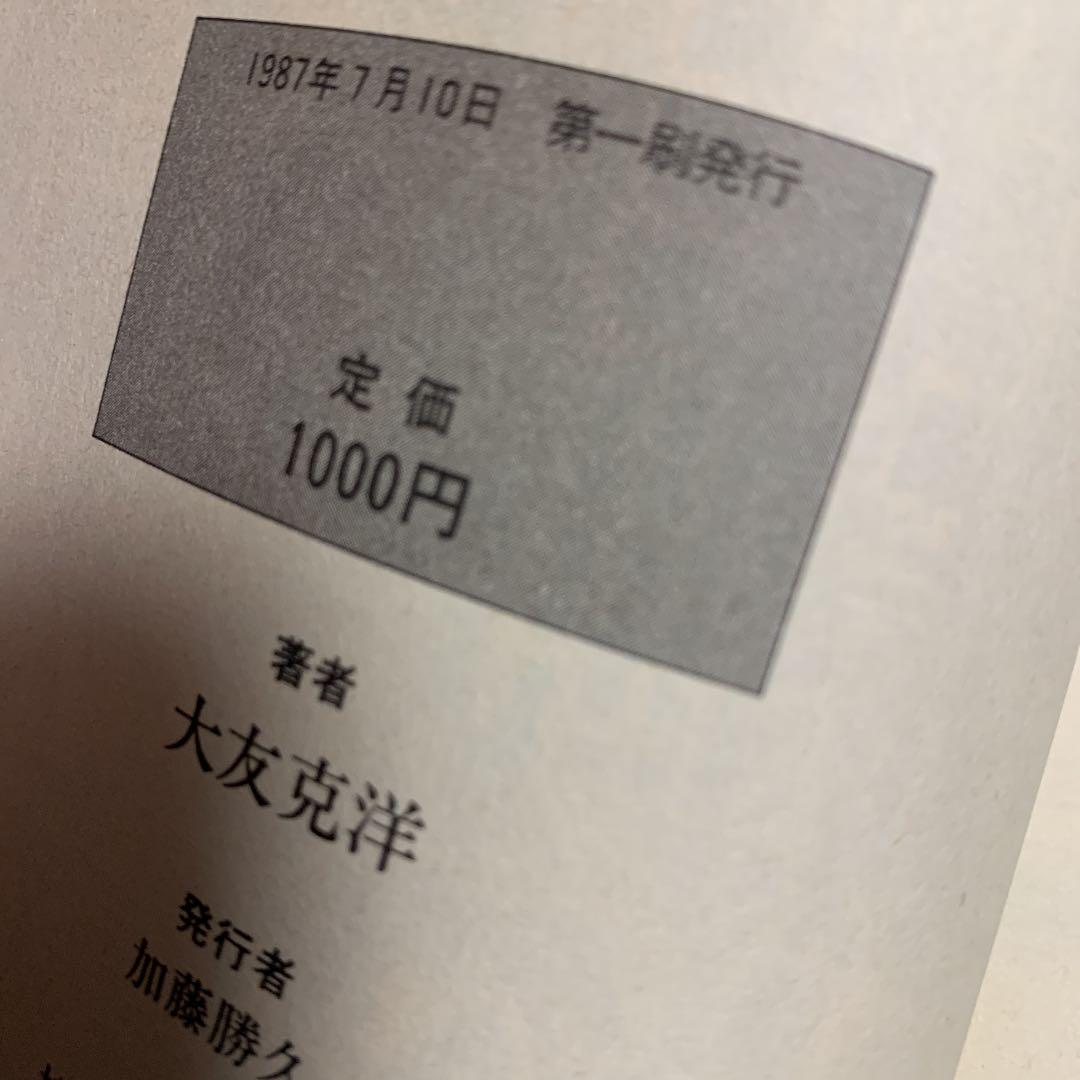 1987年7月10日 第一刷発行
定価
1000円
著者
大友克洋
発行者
加藤勝久